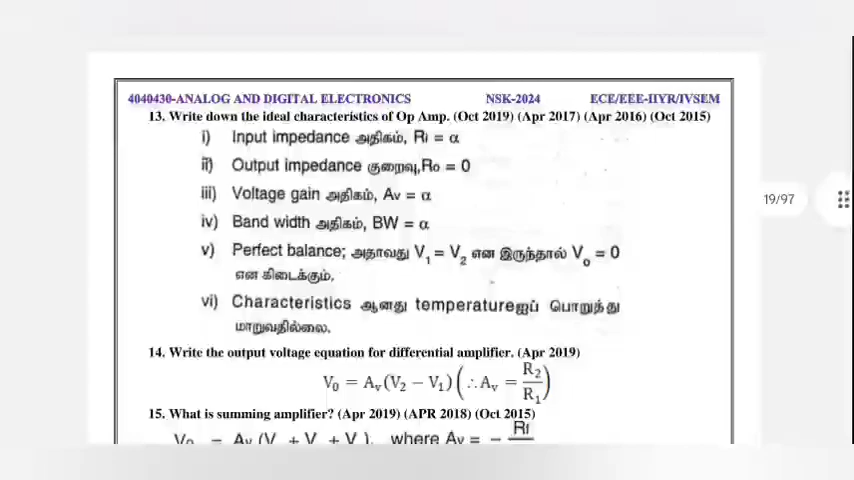 4040430-ANALOG AND DIGITAL ELECTRONICS NSK-2024 ECE/EEE-IIYR/IVSEM
13. Write down the ideal characteristics of Op Amp. (Oct 2019) (Apr 2017) (Apr 2016) (Oct 2015)
i) Input impedance அதிகம், Ri = α
ii) Output impedance குறைவு,Ro = 0
iii) Voltage gain அதிகம், Av = α
19/97
iv) Band width அதிகம், BW = α
v) Perfect balance; அதாவது V₁ = V₂ என இருந்தால் Vₒ = 0
என கிடைக்கும்.
vi) Characteristics ஆனது temperatureஐப் பொறுத்து
மாறுவதில்லை.
14. Write the output voltage equation for differential amplifier. (Apr 2019)
V₀ = Aᵥ(V₂ − V₁) (∴ Aᵥ = R₂/R₁)
15. What is summing amplifier? (Apr 2019) (APR 2018) (Oct 2015)
where Av = − Rf